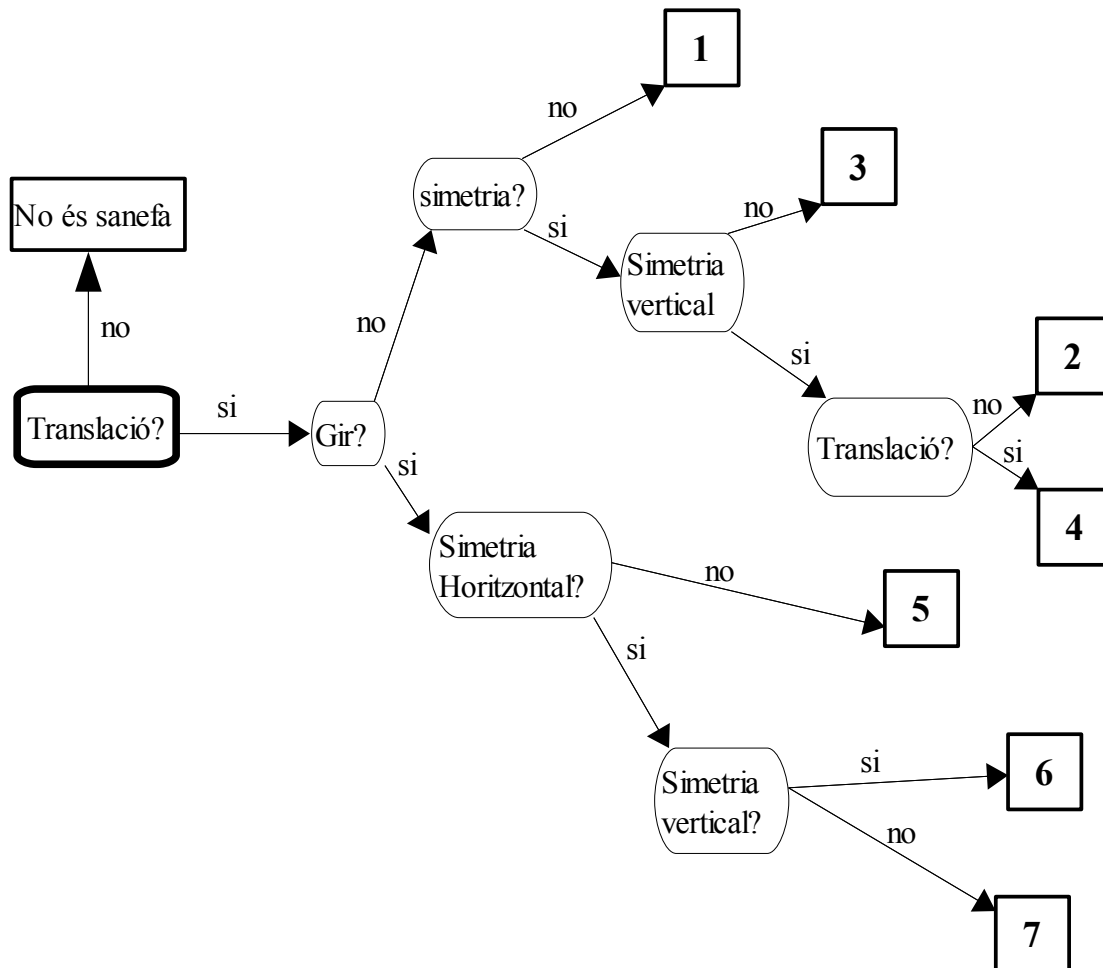 1
no
simetria?
3
No és sanefa
no
si
Simetria
vertical
no
no
si
2
Translació?
si
Gir?
Translació?
no
si
si
4
Simetria
Horitzontal?
no
5
si
Simetria
vertical?
si
6
no
7